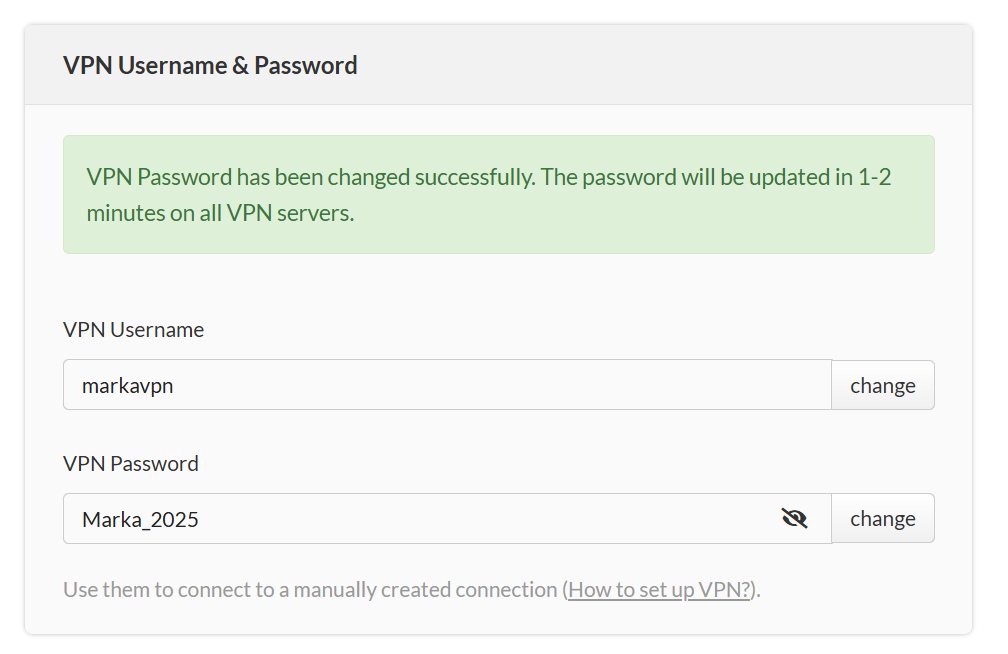 VPN Username & Password
VPN Password has been changed successfully. The password will be updated in 1-2
minutes on all VPN servers.
VPN Username
markavpn
change
VPN Password
Marka_2025
change
Use them to connect to a manually created connection (How to set up VPN?).